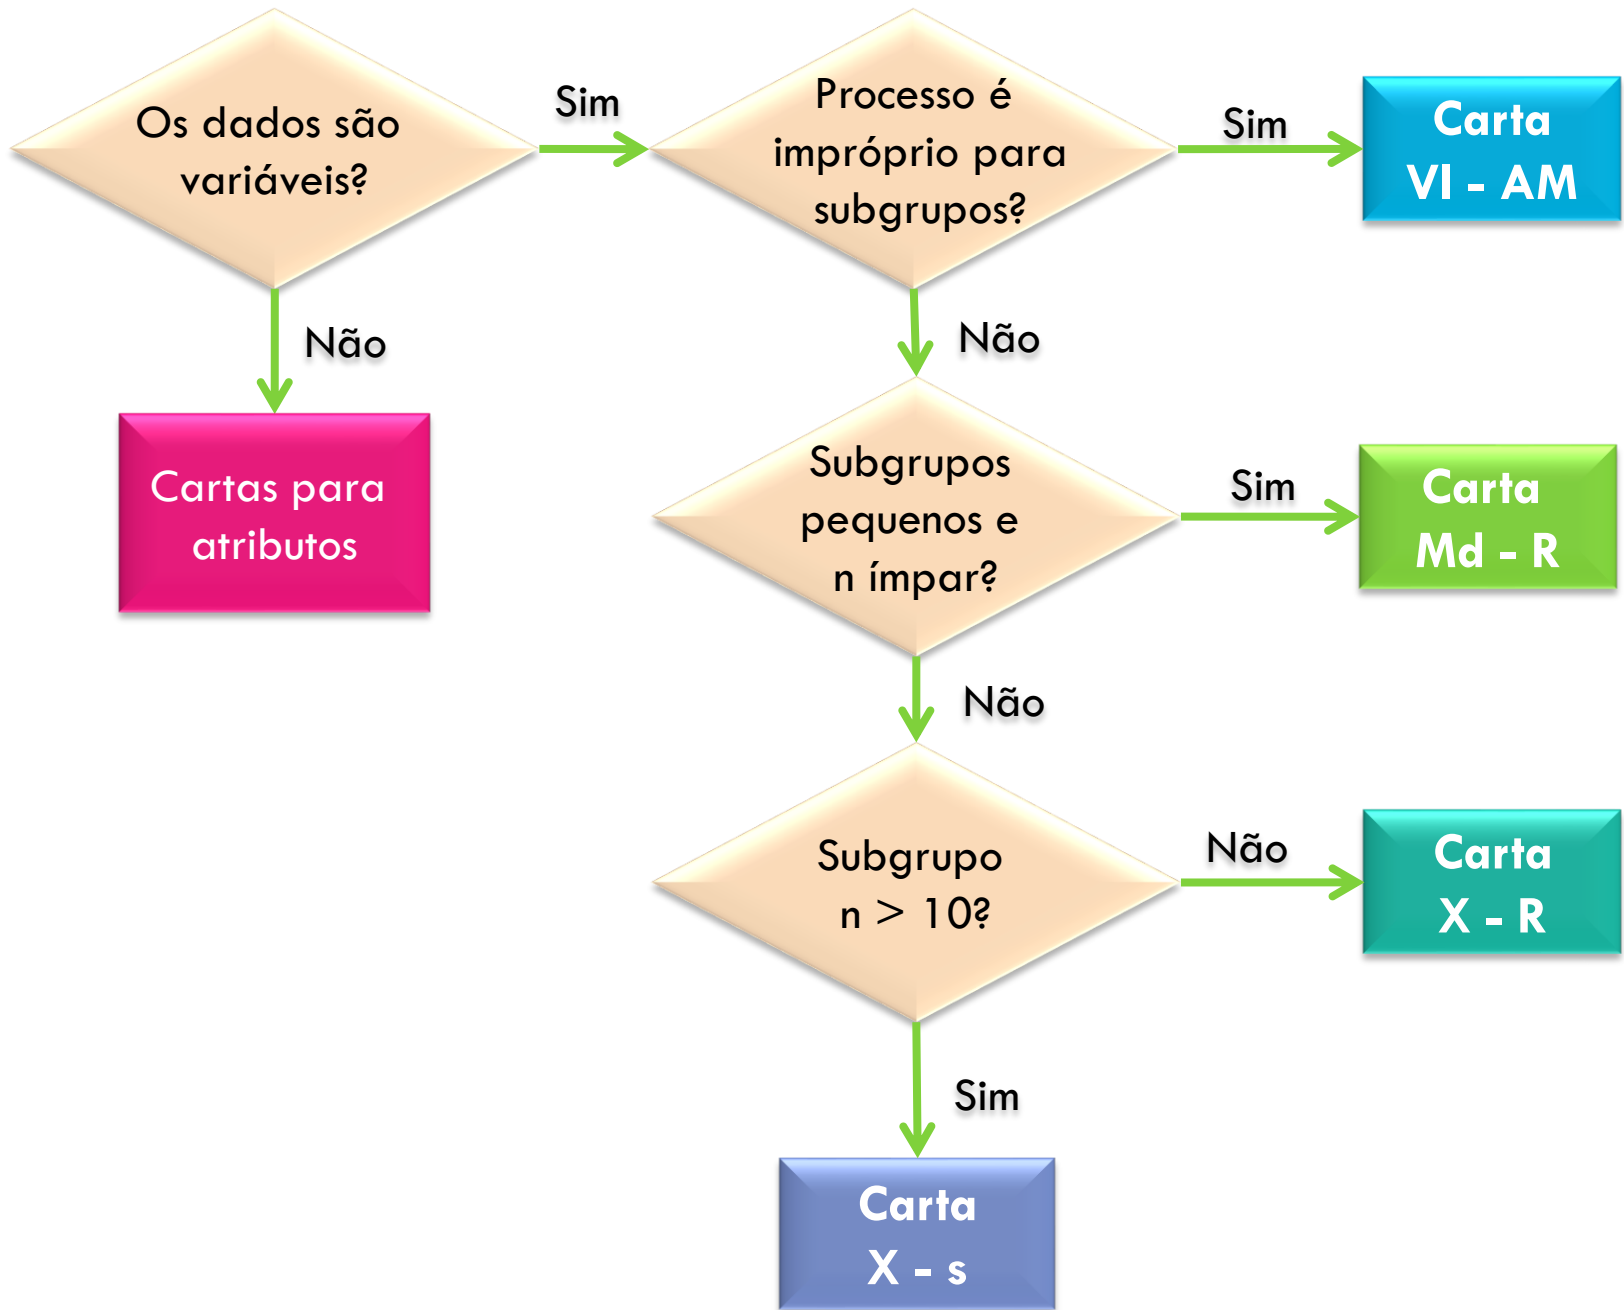 Os dados são
variáveis?
Sim
Processo é
impróprio para
subgrupos?
Sim
Carta
VI - AM
Não
Cartas para
atributos
Não
Subgrupos
pequenos e
n ímpar?
Sim
Carta
Md - R
Não
Subgrupo
n > 10?
Não
Carta
X - R
Sim
Carta
X - s